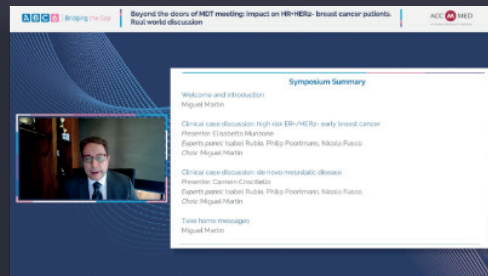 ABC6 Bridging the Gap
Beyond the doors of MDT meeting: impact on HR+HER2- breast cancer patients.
Real world discussion
ACC MED
Symposium Summary
Welcome and introduction
Miguel Martin
Clinical case discussion: high risk ER+/HER2- early breast cancer
Presenter: Elisabetta Munzone
Experts panel: Isabel Rubio, Philip Poortmans, Nicola Fusco
Chair: Miguel Martin
Clinical case discussion: de novo metastatic disease
Presenter: Carmen Criscitiello
Experts panel: Isabel Rubio, Philip Poortmans, Nicola Fusco
Chair: Miguel Martin
Take home messages
Miguel Martin